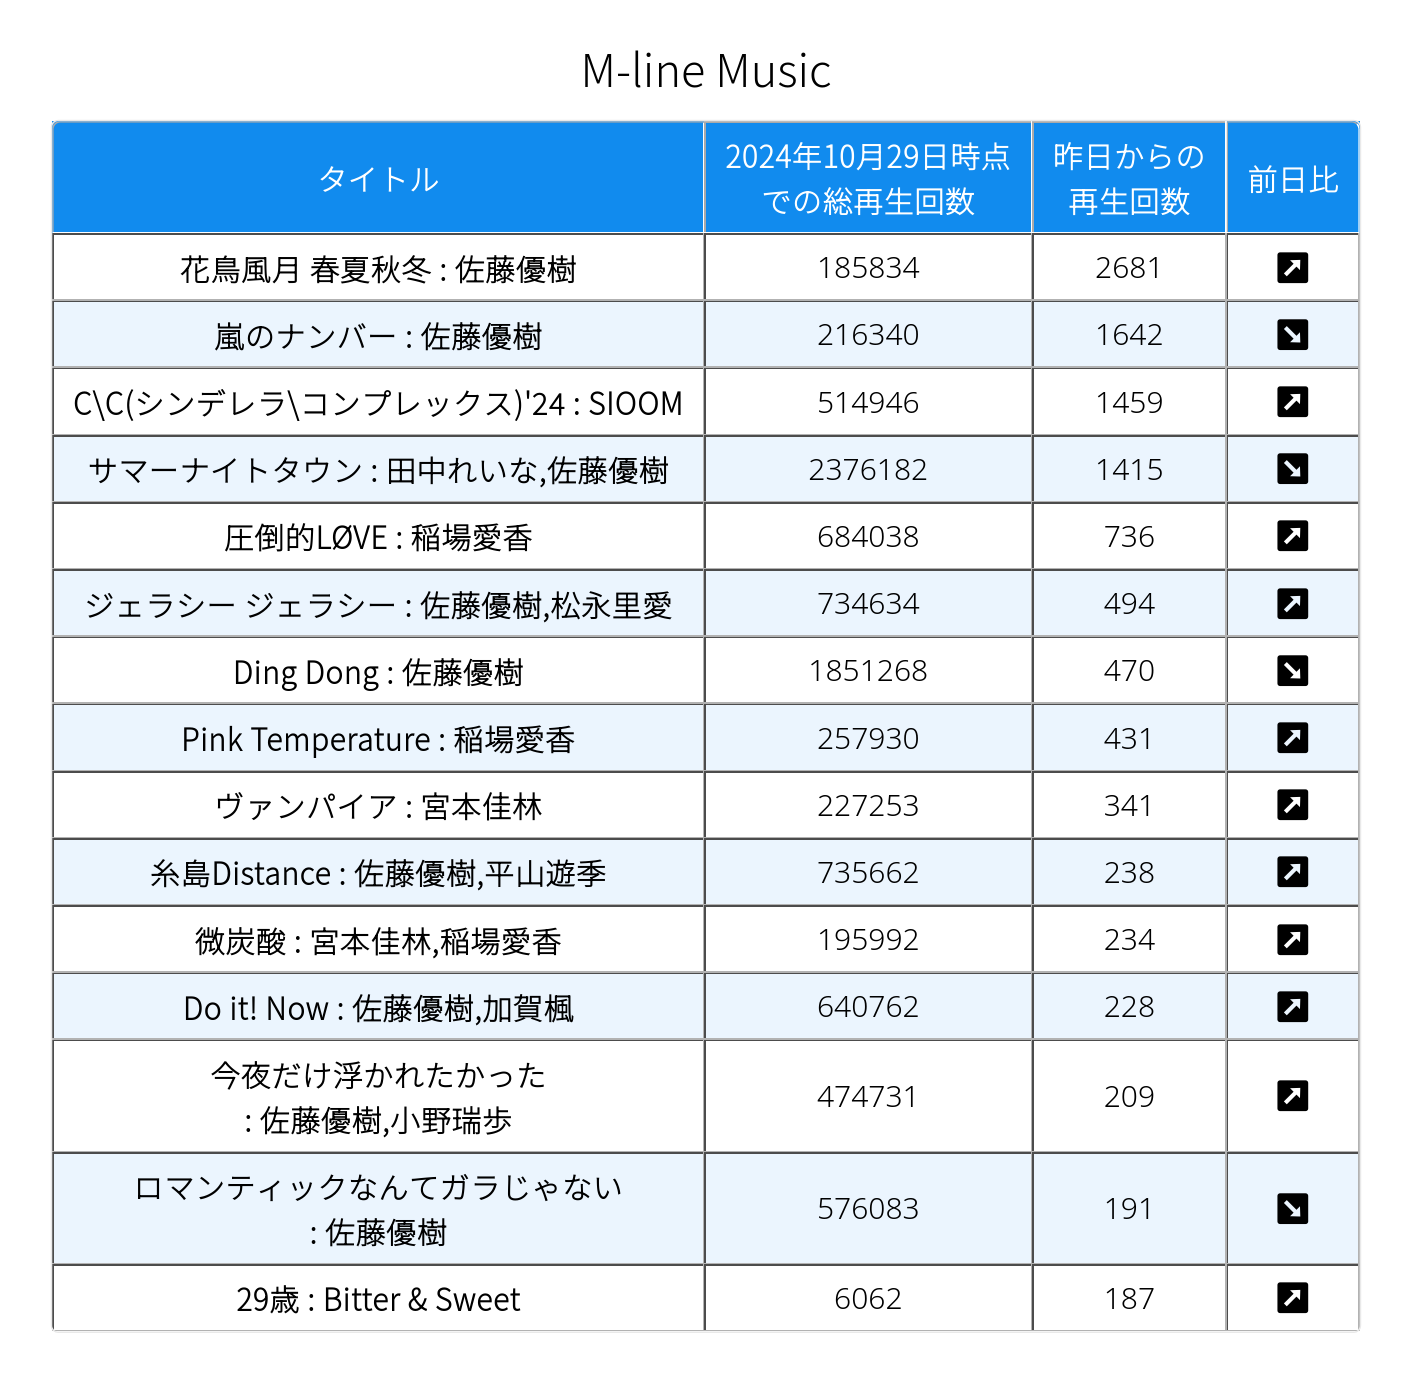 M-line Music
タイトル 2024年10月29日時点での総再生回数 昨日からの再生回数 前日比
花鳥風月 春夏秋冬 : 佐藤優樹 185834 2681 ↗
嵐のナンバー : 佐藤優樹 216340 1642 ↘
C\C(シンデレラ\コンプレックス)'24 : SIOOM 514946 1459 ↗
サマーナイトタウン : 田中れいな,佐藤優樹 2376182 1415 ↘
圧倒的LØVE : 稲場愛香 684038 736 ↗
ジェラシー ジェラシー : 佐藤優樹,松永里愛 734634 494 ↗
Ding Dong : 佐藤優樹 1851268 470 ↘
Pink Temperature : 稲場愛香 257930 431 ↗
ヴァンパイア : 宮本佳林 227253 341 ↗
糸島Distance : 佐藤優樹,平山遊季 735662 238 ↗
微炭酸 : 宮本佳林,稲場愛香 195992 234 ↗
Do it! Now : 佐藤優樹,加賀楓 640762 228 ↗
今夜だけ浮かれたかった : 佐藤優樹,小野瑞歩 474731 209 ↗
ロマンティックなんてガラじゃない : 佐藤優樹 576083 191 ↘
29歳 : Bitter & Sweet 6062 187 ↗